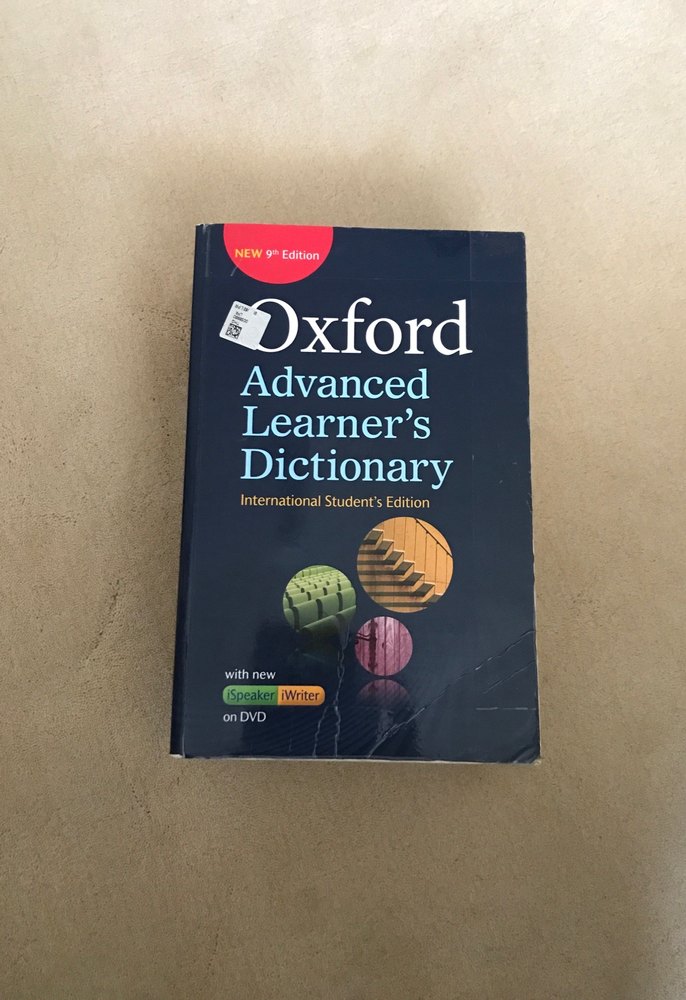 NEW 9th Edition
Oxford
Advanced
Learner's
Dictionary
International Student's Edition
with new
iSpeaker iWriter
on DVD